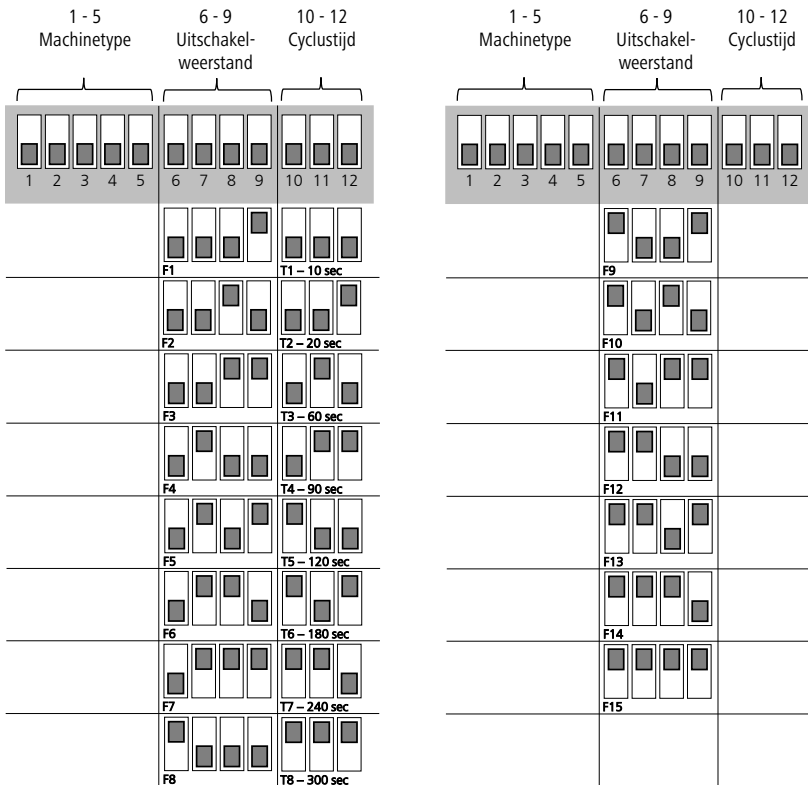 1 - 5
Machinetype
6 - 9
Uitschakel-
weerstand
10 - 12
Cyclustijd
1 2 3 4 5 6 7 8 9 10 11 12
F1 T1 – 10 sec
F2 T2 – 20 sec
F3 T3 – 60 sec
F4 T4 – 90 sec
F5 T5 – 120 sec
F6 T6 – 180 sec
F7 T7 – 240 sec
F8 T8 – 300 sec
1 - 5
Machinetype
6 - 9
Uitschakel-
weerstand
10 - 12
Cyclustijd
1 2 3 4 5 6 7 8 9 10 11 12
F9
F10
F11
F12
F13
F14
F15